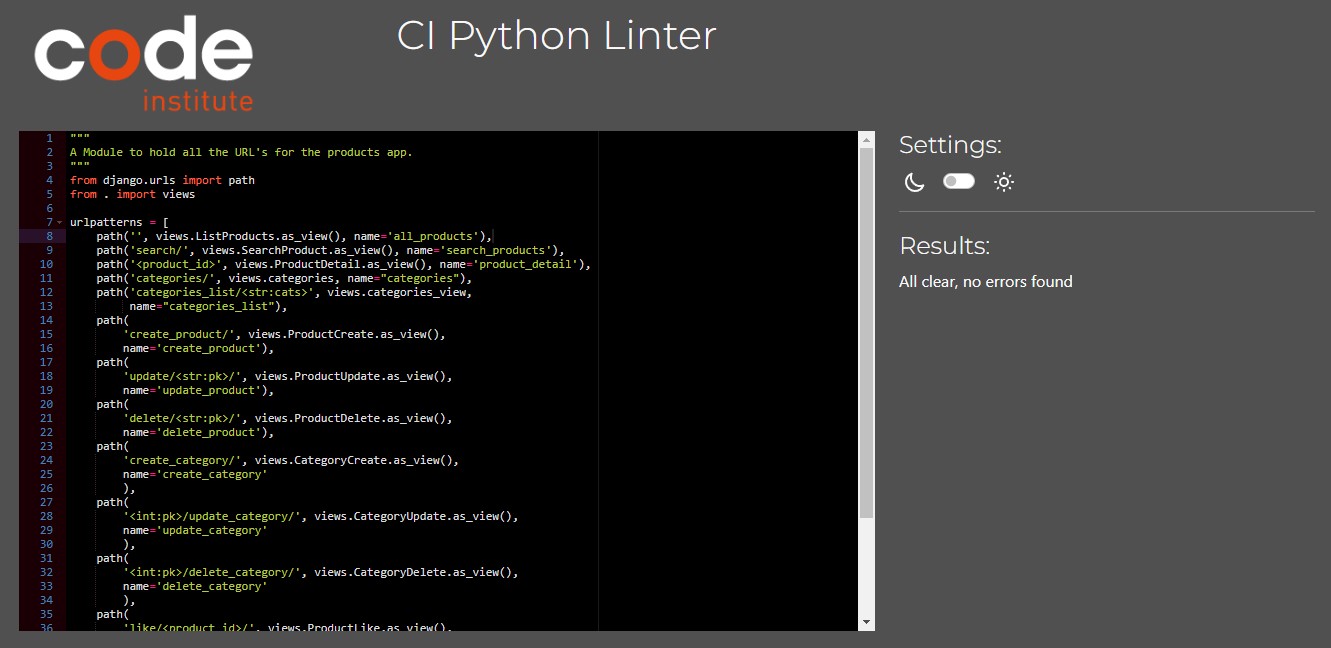 code
institute
CI Python Linter
1 """
2 A Module to hold all the URL's for the products app.
3 """
4 from django.urls import path
5 from . import views
6
7 urlpatterns = [
8     path('', views.ListProducts.as_view(), name='all_products'),
9     path('search/', views.SearchProduct.as_view(), name='search_products'),
10     path('<product_id>', views.ProductDetail.as_view(), name='product_detail'),
11     path('categories/', views.categories, name="categories"),
12     path('categories_list/<str:cats>', views.categories_view,
13          name="categories_list"),
14     path(
15         'create_product/', views.ProductCreate.as_view(),
16         name='create_product'),
17     path(
18         'update/<str:pk>/', views.ProductUpdate.as_view(),
19         name='update_product'),
20     path(
21         'delete/<str:pk>/', views.ProductDelete.as_view(),
22         name='delete_product'),
23     path(
24         'create_category/', views.CategoryCreate.as_view(),
25         name='create_category'
26         ),
27     path(
28         '<int:pk>/update_category/', views.CategoryUpdate.as_view(),
29         name='update_category'
30         ),
31     path(
32         '<int:pk>/delete_category/', views.CategoryDelete.as_view(),
33         name='delete_category'
34         ),
35     path(
36         'like/<product_id>/', views.ProductLike.as_view(),
Settings:
Results:
All clear, no errors found